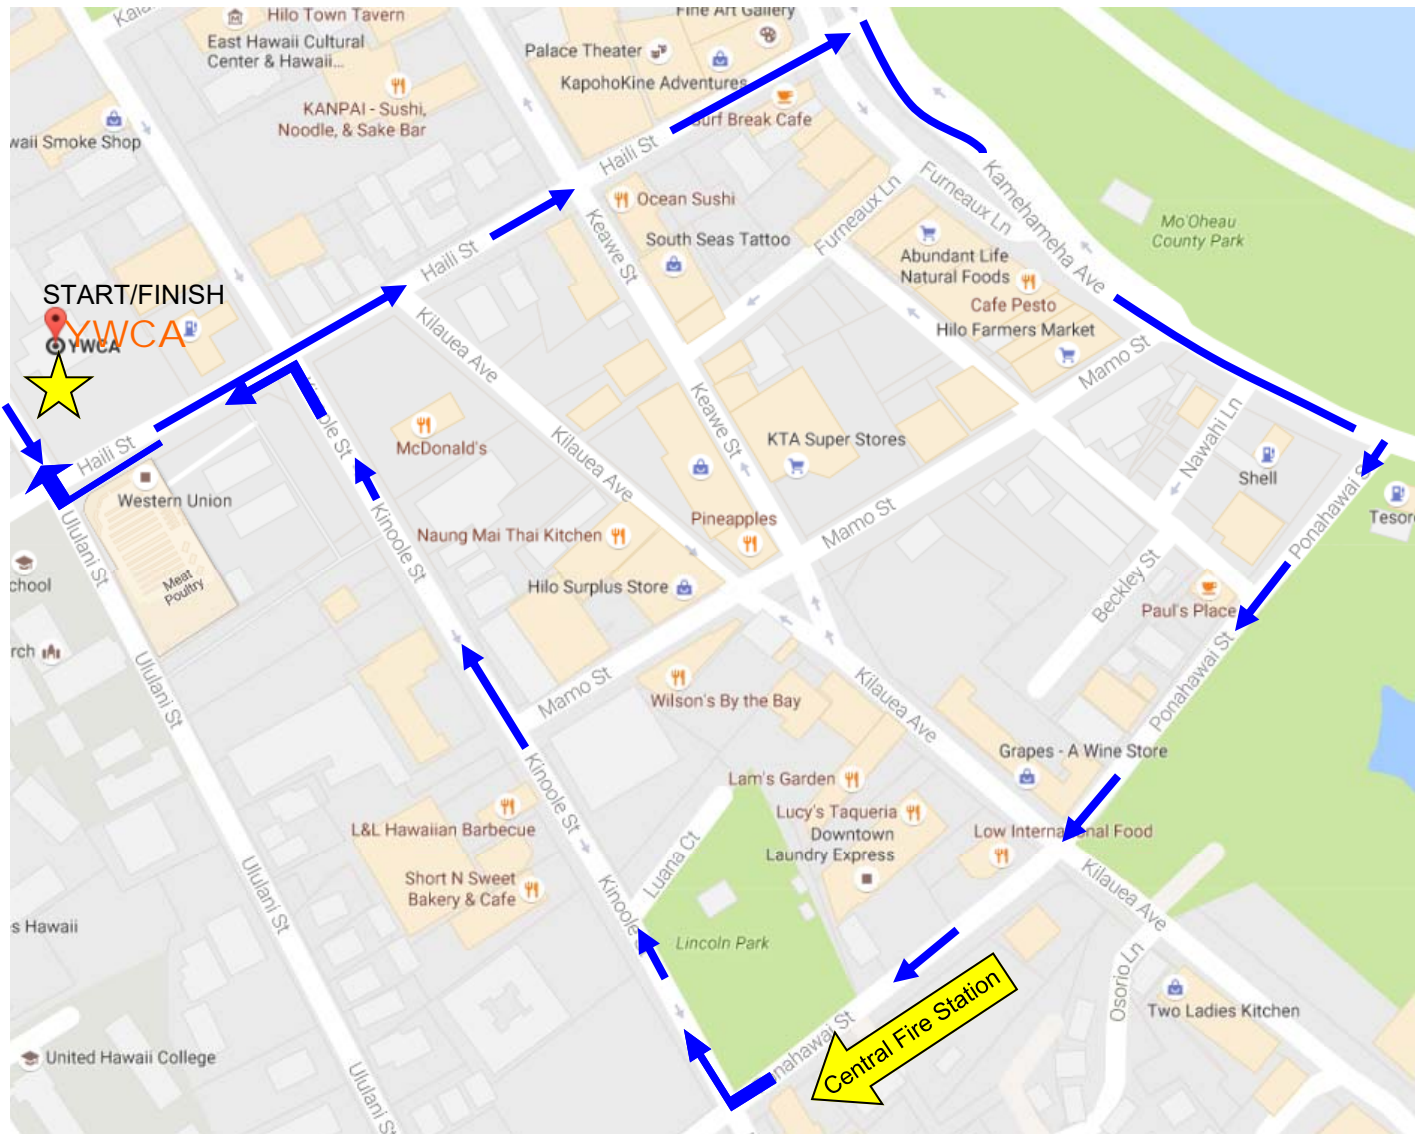 Hilo Town Tavern
Fine Art Gallery
East Hawaii Cultural
Center & Hawaii...
Palace Theater
KapohoKine Adventures
KANPAI - Sushi,
Noodle, & Sake Bar
Surf Break Cafe
waii Smoke Shop
Haili St
Kamehameha Ave
Furneaux Ln
Furneaux Ln
Ocean Sushi
Keawe St
South Seas Tattoo
Mo'Oheau
County Park
Haili St
Abundant Life
Natural Foods
START/FINISH
YWCA
YWCA
Cafe Pesto
Hilo Farmers Market
Kilauea Ave
Mamo St
Keawe St
Nawahi Ln
KTA Super Stores
McDonald's
Haili St
Kilauea Ave
Shell
Western Union
Ponahawai St
Tesoro
Pineapples
Mamo St
Naung Mai Thai Kitchen
Kinoole St
Ululani St
chool
Meat
Poultry
Hilo Surplus Store
Beckley St
Paul's Place
rch
Ululani St
Mamo St
Wilson's By the Bay
Kilauea Ave
Ponahawai St
Grapes - A Wine Store
Lam's Garden
Kinoole St
Lucy's Taqueria
Downtown
Laundry Express
L&L Hawaiian Barbecue
Low International Food
Luana Ct
Short N Sweet
Bakery & Cafe
Ululani St
Kinoole
Kilauea Ave
s Hawaii
Lincoln Park
Osorio Ln
Central Fire Station
Two Ladies Kitchen
nahawai St
United Hawaii College
Ululani St